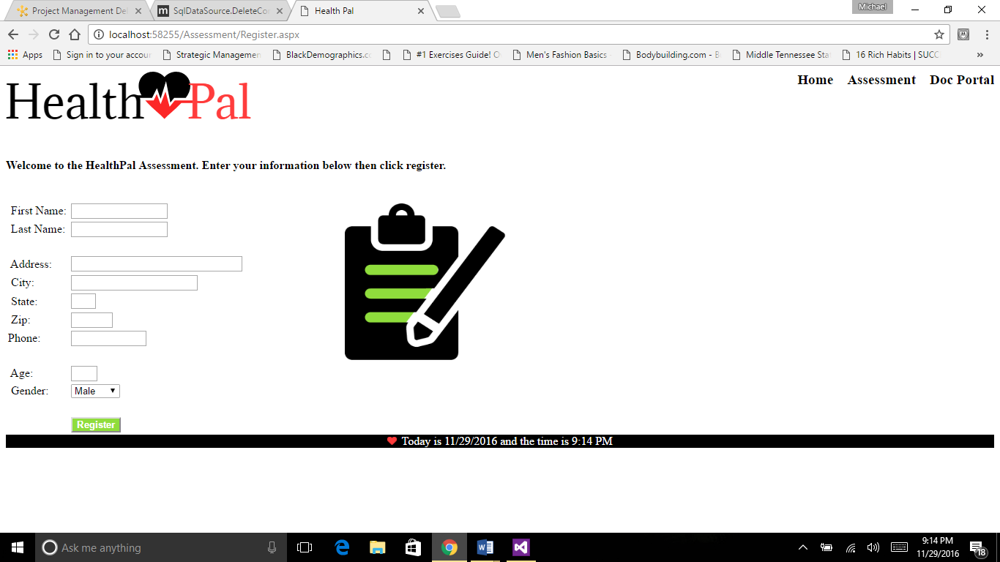 Michael
Project Management De
SqlDataSource.DeleteCo
Health Pal
localhost:58255/Assessment/Register.aspx
Apps
Sign in to your accour
Strategic Managemen
BlackDemographics.c
#1 Exercises Guide!
Men's Fashion Basics
Bodybuilding.com -
Middle Tennessee Sta
16 Rich Habits | SUCC
»
Health Pal
Home Assessment Doc Portal
Welcome to the HealthPal Assessment. Enter your information below then click register.
First Name:
Last Name:
Address:
City:
State:
Zip:
Phone:
Age:
Gender: Male
Register
Today is 11/29/2016 and the time is 9:14 PM
Ask me anything
9:14 PM
11/29/2016
18